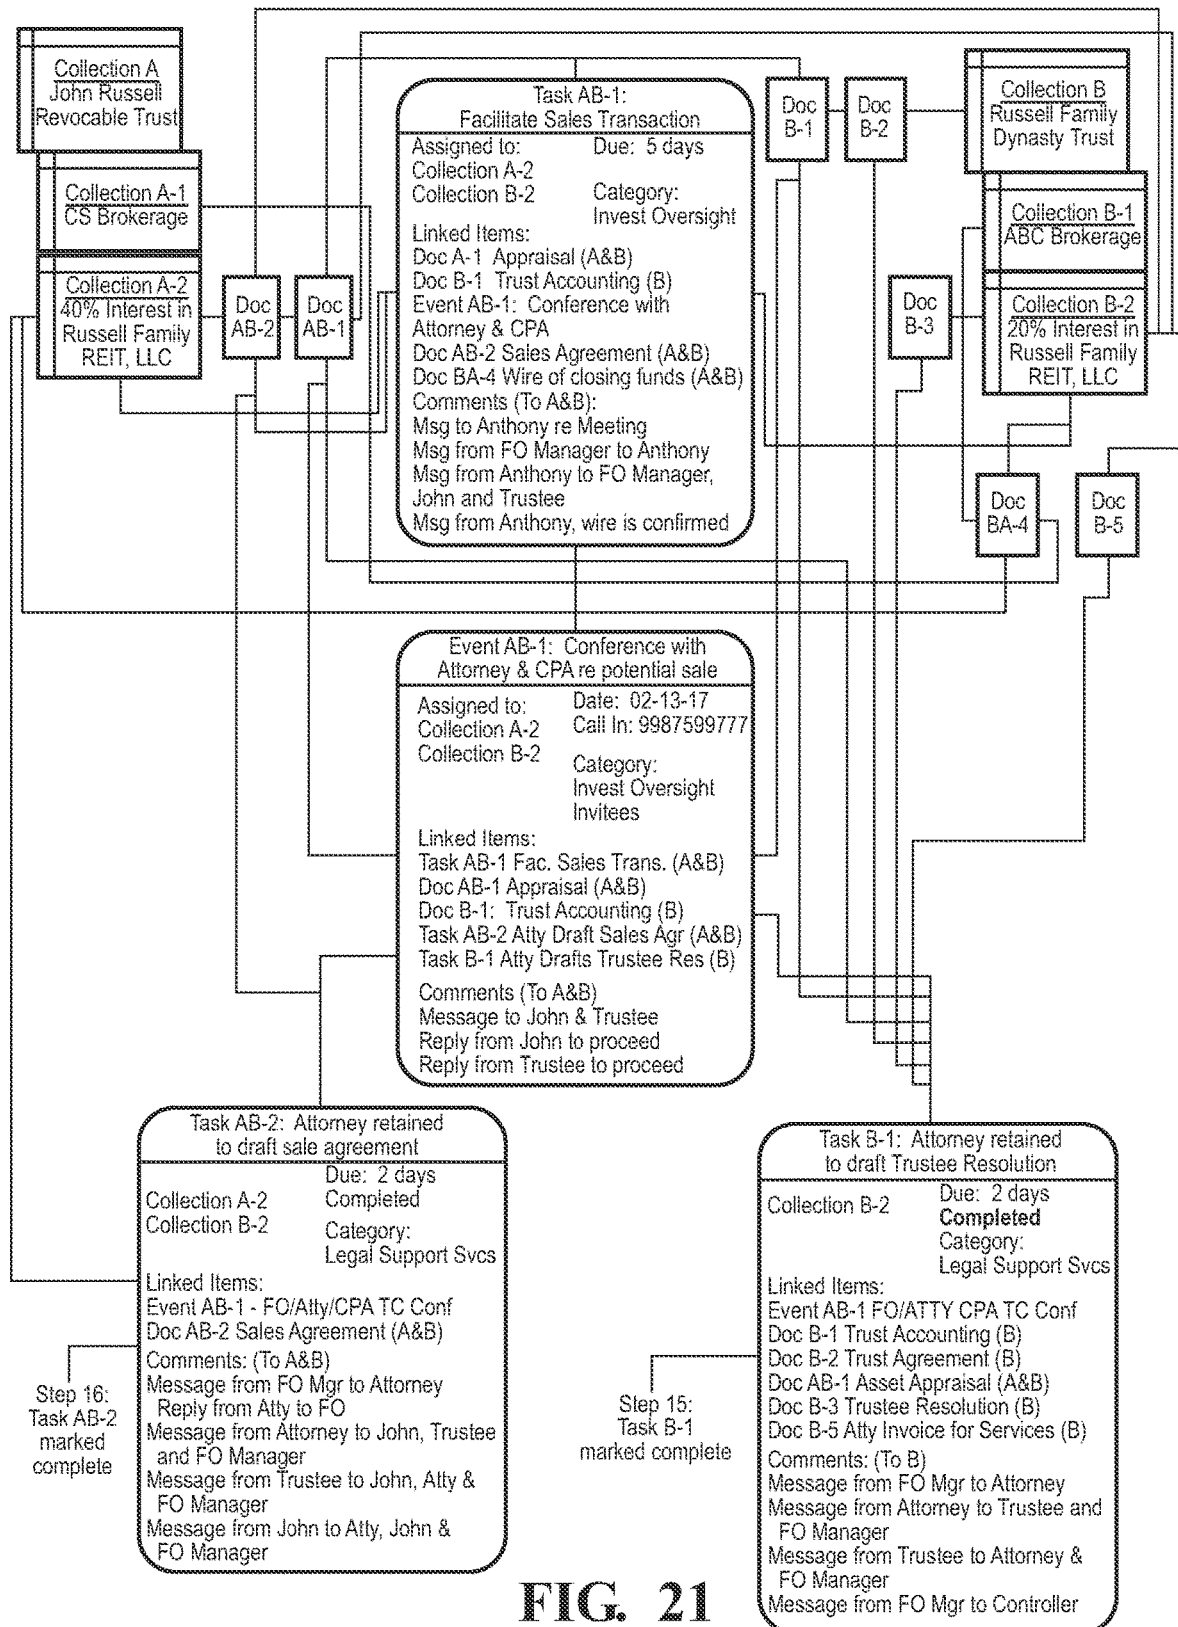 Collection A
John Russell
Revocable Trust
Collection A-1
CS Brokerage
Collection A-2
40% Interest in
Russell Family
REIT, LLC
Doc
AB-2
Doc
AB-1
Task AB-1:
Facilitate Sales Transaction
Assigned to:
Collection A-2
Collection B-2
Due: 5 days
Category:
Invest Oversight
Linked Items:
Doc A-1 Appraisal (A&B)
Doc B-1 Trust Accounting (B)
Event AB-1: Conference with
Attorney & CPA
Doc AB-2 Sales Agreement (A&B)
Doc BA-4 Wire of closing funds (A&B)
Comments (To A&B):
Msg to Anthony re Meeting
Msg from FO Manager to Anthony
Msg from Anthony to FO Manager,
John and Trustee
Msg from Anthony, wire is confirmed
Doc
B-1
Doc
B-2
Collection B
Russell Family
Dynasty Trust
Collection B-1
ABC Brokerage
Collection B-2
20% Interest in
Russell Family
REIT, LLC
Doc
B-3
Doc
BA-4
Doc
B-5
Event AB-1: Conference with
Attorney & CPA re potential sale
Assigned to:
Collection A-2
Collection B-2
Date: 02-13-17
Call In: 9987599777
Category:
Invest Oversight
Invitees
Linked Items:
Task AB-1 Fac. Sales Trans. (A&B)
Doc AB-1 Appraisal (A&B)
Doc B-1: Trust Accounting (B)
Task AB-2 Atty Draft Sales Agr (A&B)
Task B-1 Atty Drafts Trustee Res (B)
Comments (To A&B)
Message to John & Trustee
Reply from John to proceed
Reply from Trustee to proceed
Task AB-2: Attorney retained
to draft sale agreement
Collection A-2
Collection B-2
Due: 2 days
Completed
Category:
Legal Support Svcs
Linked Items:
Event AB-1 - FO/Atty/CPA TC Conf
Doc AB-2 Sales Agreement (A&B)
Comments: (To A&B)
Message from FO Mgr to Attorney
Reply from Atty to FO
Message from Attorney to John, Trustee
and FO Manager
Message from Trustee to John, Atty &
FO Manager
Message from John to Atty, John &
FO Manager
Step 16:
Task AB-2
marked
complete
Task B-1: Attorney retained
to draft Trustee Resolution
Collection B-2
Due: 2 days
Completed
Category:
Legal Support Svcs
Linked Items:
Event AB-1 FO/ATTY CPA TC Conf
Doc B-1 Trust Accounting (B)
Doc B-2 Trust Agreement (B)
Doc AB-1 Asset Appraisal (A&B)
Doc B-3 Trustee Resolution (B)
Doc B-5 Atty Invoice for Services (B)
Comments: (To B)
Message from FO Mgr to Attorney
Message from Attorney to Trustee and
FO Manager
Message from Trustee to Attorney &
FO Manager
Message from FO Mgr to Controller
Step 15:
Task B-1
marked complete
FIG. 21